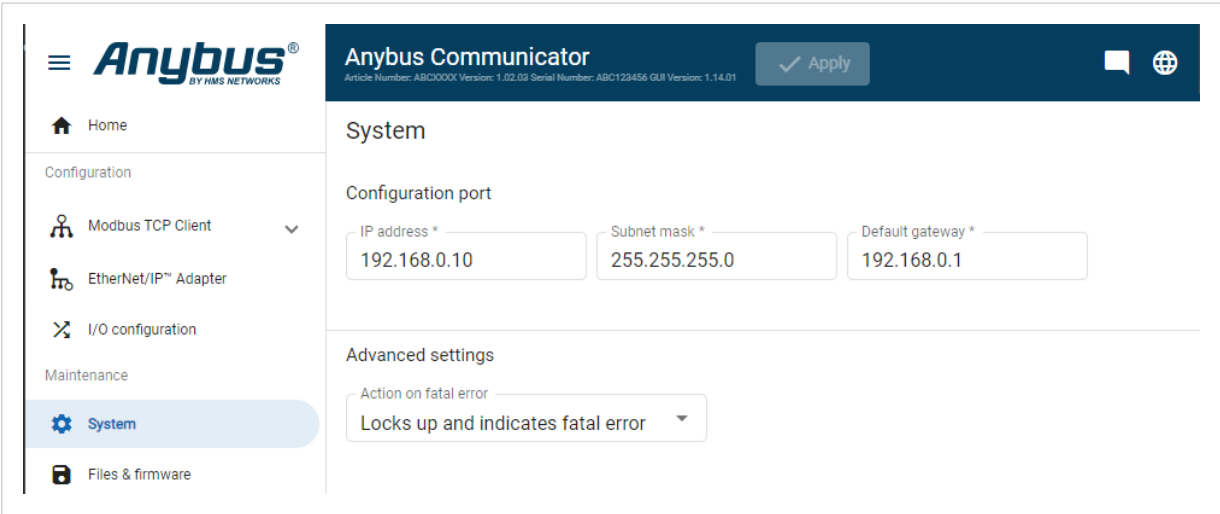 Anybus®
BY HMS NETWORKS
Home
Configuration
Modbus TCP Client
EtherNet/IP™ Adapter
I/O configuration
Maintenance
System
Files & firmware
Anybus Communicator
Article Number: ABCXXXX Version: 1.02.03 Serial Number: ABC123456 GUI Version: 1.14.01
Apply
System
Configuration port
IP address * Subnet mask * Default gateway *
192.168.0.10 255.255.255.0 192.168.0.1
Advanced settings
Action on fatal error
Locks up and indicates fatal error